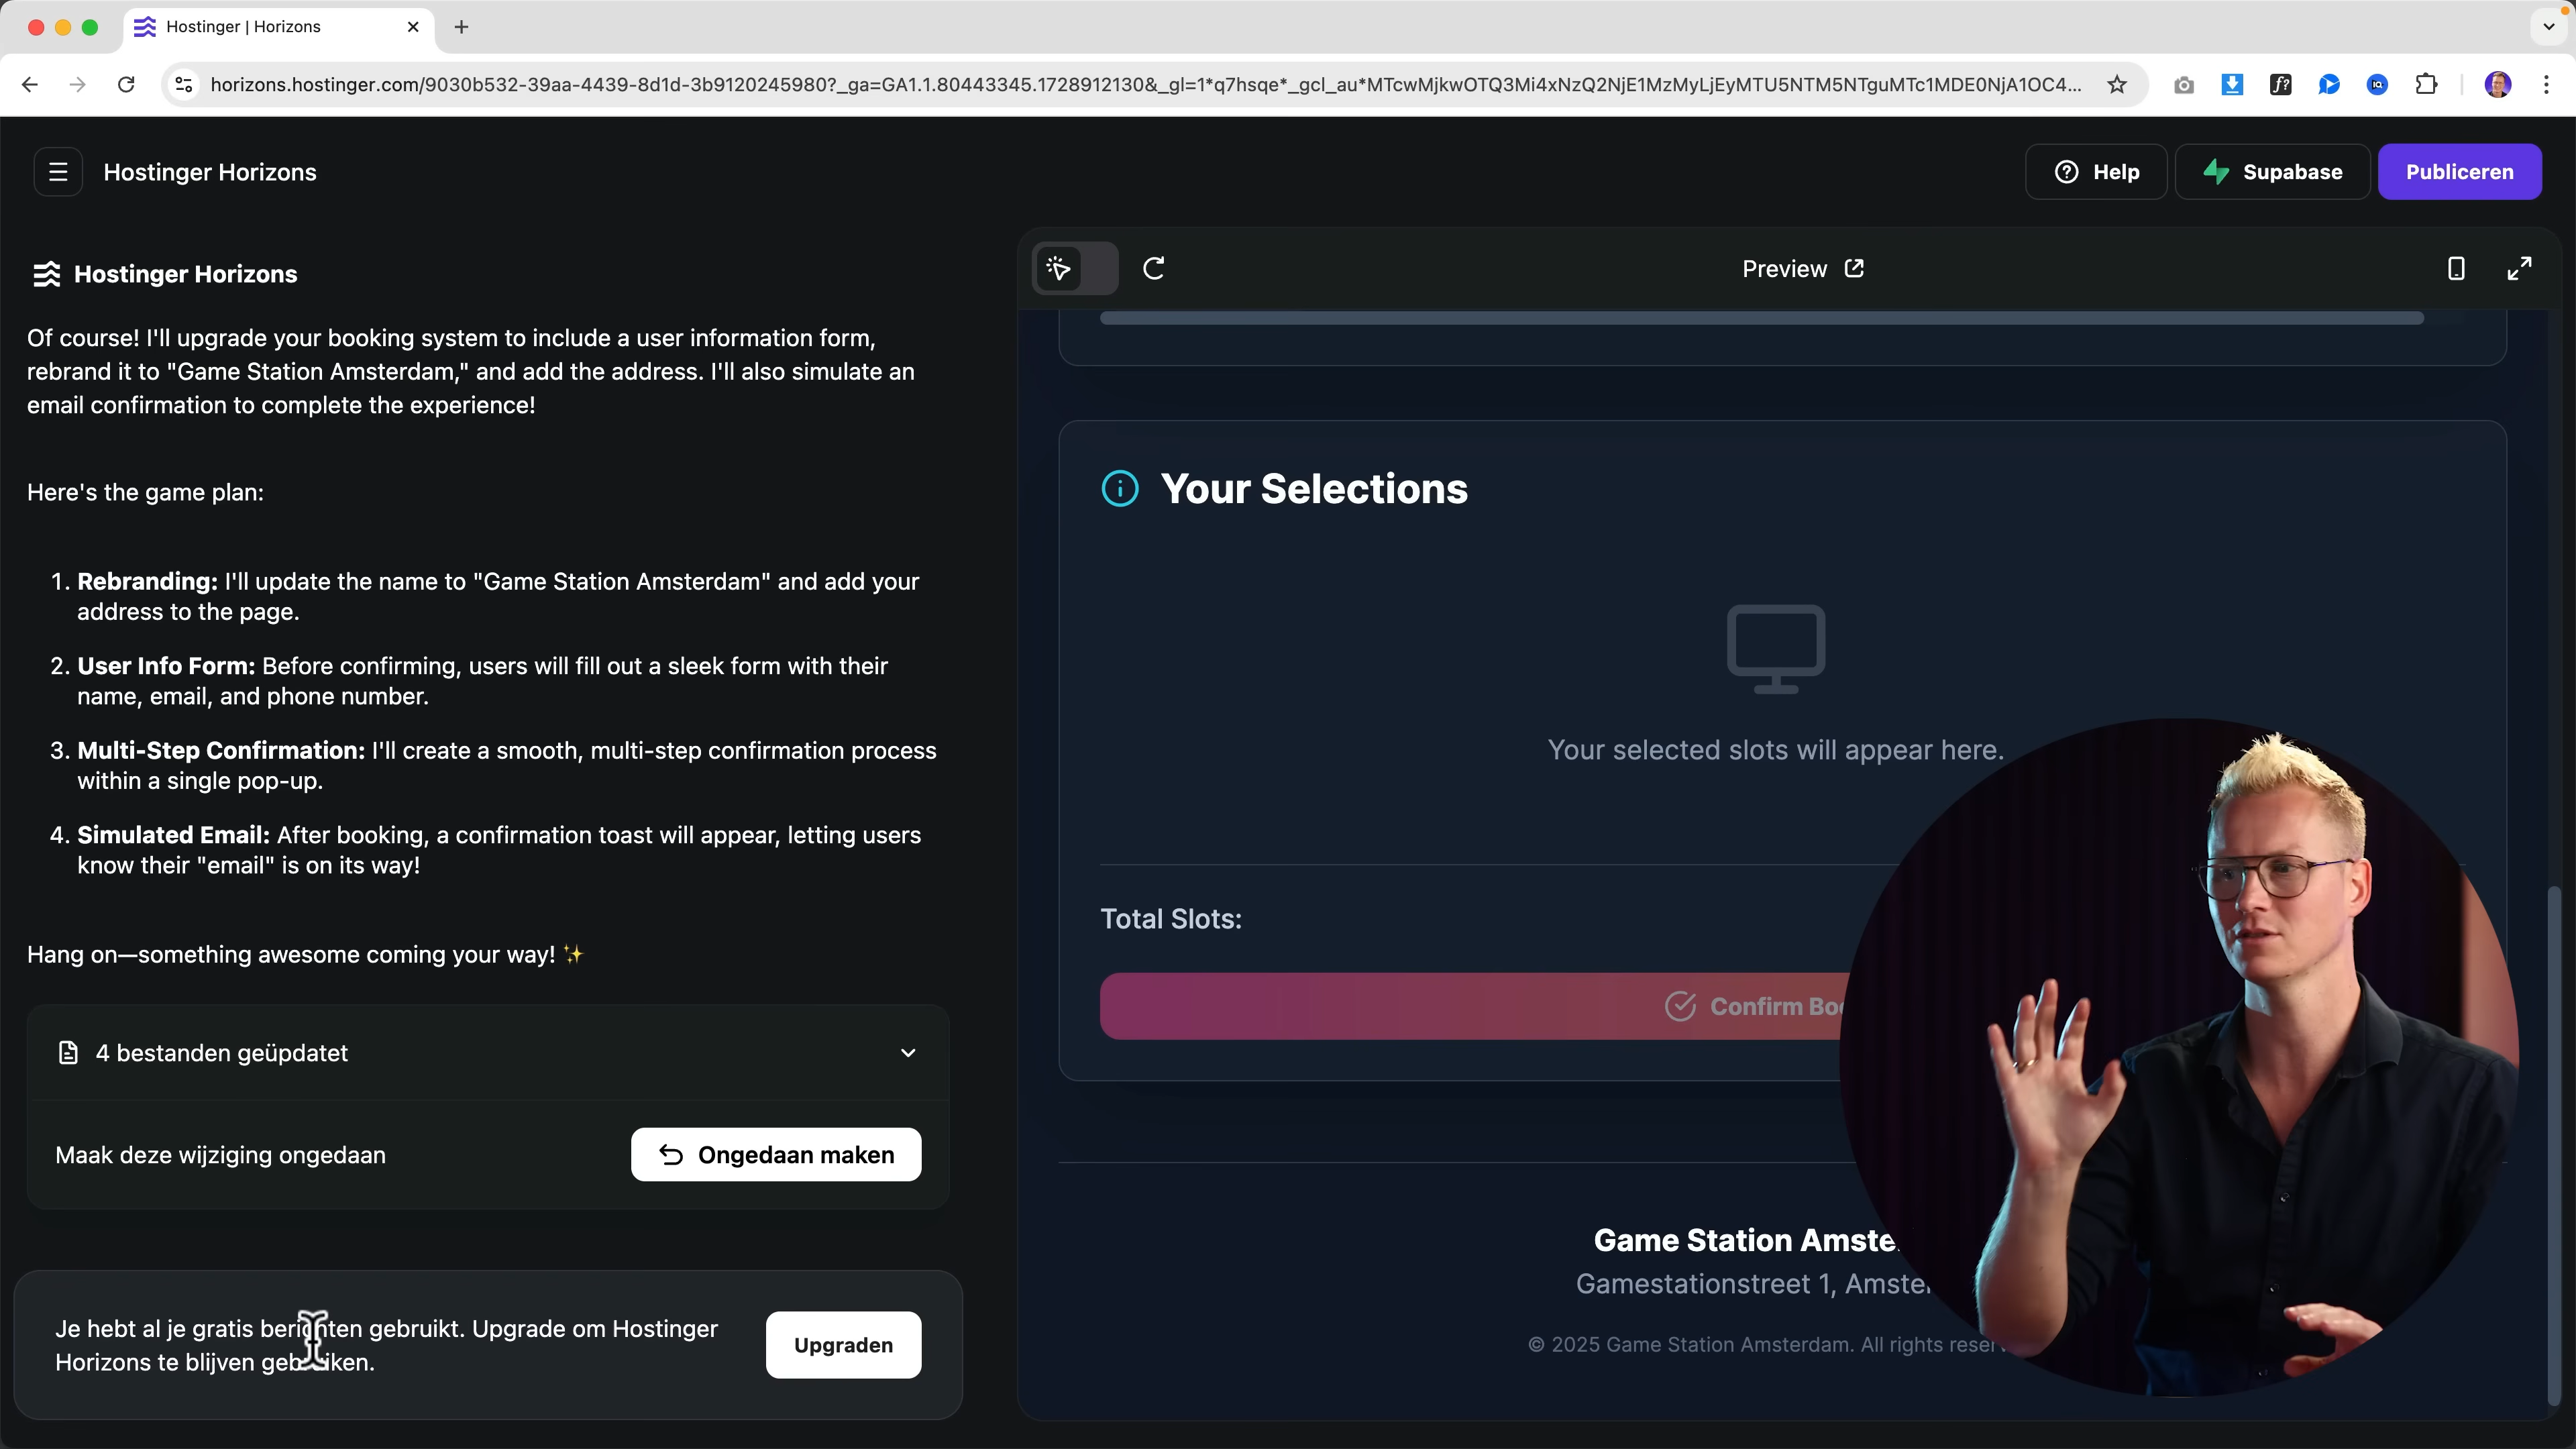 Hostinger | Horizons
horizons.hostinger.com/9030b532-39aa-4439-8d1d-3b9120245980?_ga=GA1.1.80443345.1728912130&_gl=1*q7hsqe*_gcl_au*MTcwMjkwOTQ3Mi4xNzQ2NjE1MzMyLjEyMTU5NTM5NTguMTc1MDE0NjA1OC4...
Hostinger Horizons
Help
Supabase
Publiceren
Hostinger Horizons
Of course! I'll upgrade your booking system to include a user information form,
rebrand it to "Game Station Amsterdam," and add the address. I'll also simulate an
email confirmation to complete the experience!
Here's the game plan:
1. Rebranding: I'll update the name to "Game Station Amsterdam" and add your
address to the page.
2. User Info Form: Before confirming, users will fill out a sleek form with their
name, email, and phone number.
3. Multi-Step Confirmation: I'll create a smooth, multi-step confirmation process
within a single pop-up.
4. Simulated Email: After booking, a confirmation toast will appear, letting users
know their "email" is on its way!
Hang on—something awesome coming your way! ✨
4 bestanden geüpdatet
Maak deze wijziging ongedaan
Ongedaan maken
Je hebt al je gratis berichten gebruikt. Upgrade om Hostinger
Horizons te blijven gebruiken.
Upgraden
Preview
Your Selections
Your selected slots will appear here.
Total Slots:
Confirm
Game Station
Gamestationstreet 1,
© 2025 Game Station Amsterdam. All rights